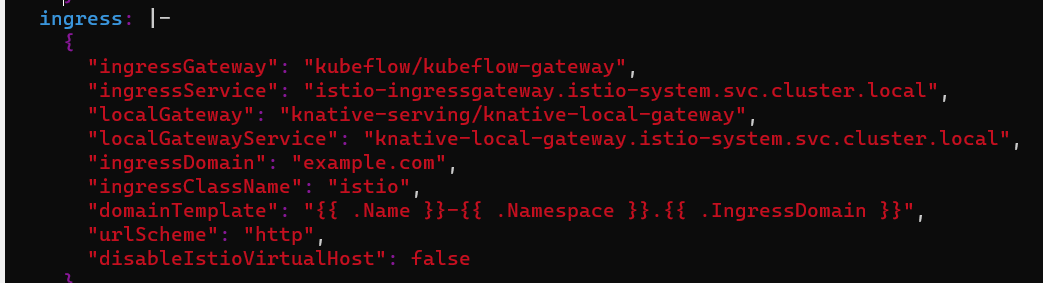 ingress: |-
{
"ingressGateway": "kubeflow/kubeflow-gateway",
"ingressService": "istio-ingressgateway.istio-system.svc.cluster.local",
"localGateway": "knative-serving/knative-local-gateway",
"localGatewayService": "knative-local-gateway.istio-system.svc.cluster.local",
"ingressDomain": "example.com",
"ingressClassName": "istio",
"domainTemplate": "{{ .Name }}-{{ .Namespace }}.{{ .IngressDomain }}",
"urlScheme": "http",
"disableIstioVirtualHost": false
}